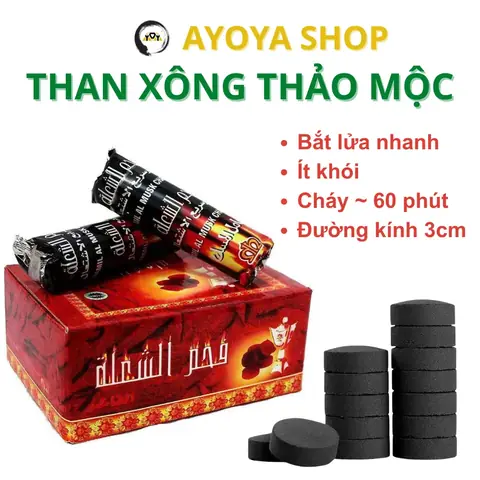 AYOYA SHOP
THAN XÔNG THẢO MỘC
• Bắt lửa nhanh
• Ít khói
• Cháy ~ 60 phút
• Đường kính 3cm
فحم الشعلة